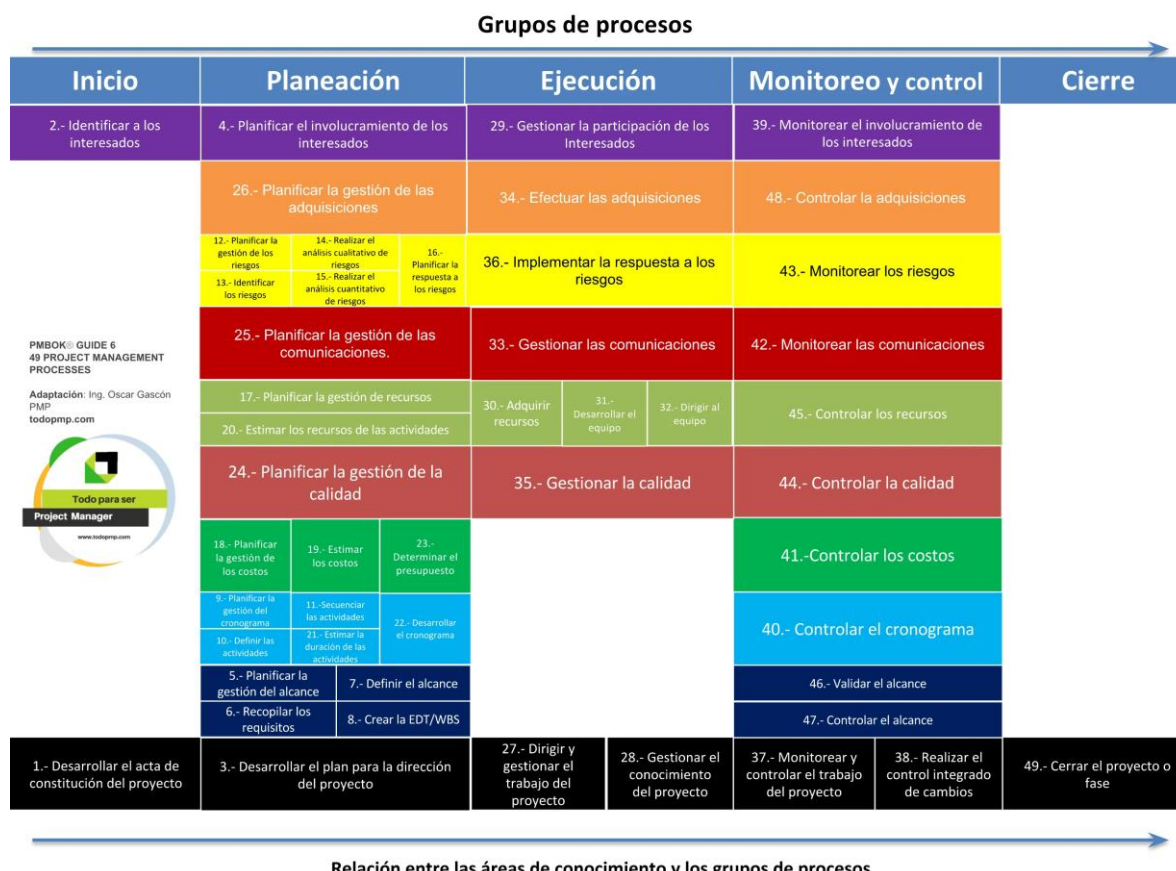 Grupos de procesos
Inicio
Planeación
Ejecución
Monitoreo y control
Cierre
2.- Identificar a los
interesados
4.- Planificar el involucramiento de los
interesados
29.- Gestionar la participación de los
Interesados
39.- Monitorear el involucramiento de
los interesados
26.- Planificar la gestión de las
adquisiciones
34.- Efectuar las adquisiciones
48.- Controlar la adquisiciones
12.- Planificar la
gestión de los
riesgos
14.- Realizar el
análisis cualitativo de
riesgos
16.-
Planificar la
respuesta a
los riesgos
13.- Identificar
los riesgos
15.- Realizar el
análisis cuantitativo
de riesgos
36.- Implementar la respuesta a los
riesgos
43.- Monitorear los riesgos
25.- Planificar la gestión de las
comunicaciones.
33.- Gestionar las comunicaciones
42.- Monitorear las comunicaciones
PMBOK® GUIDE 6
49 PROJECT MANAGEMENT
PROCESSES
Adaptación: Ing. Oscar Gascón
PMP
todopmp.com
Todo para ser
Project Manager
www.todopmp.com
17.- Planificar la gestión de recursos
20.- Estimar los recursos de las actividades
30.- Adquirir
recursos
31.-
Desarrollar el
equipo
32.- Dirigir al
equipo
45.- Controlar los recursos
24.- Planificar la gestión de la
calidad
35.- Gestionar la calidad
44.- Controlar la calidad
18.- Planificar
la gestión de
los costos
19.- Estimar
los costos
23.-
Determinar el
presupuesto
41.-Controlar los costos
9.- Planificar la
gestión del
cronograma
11.-Secuenciar
las actividades
22.- Desarrollar
el cronograma
10.- Definir las
actividades
21.- Estimar la
duración de las
actividades
40.- Controlar el cronograma
5.- Planificar la
gestión del alcance
7.- Definir el alcance
6.- Recopilar los
requisitos
8.- Crear la EDT/WBS
46.- Validar el alcance
47.- Controlar el alcance
1.- Desarrollar el acta de
constitución del proyecto
3.- Desarrollar el plan para la dirección
del proyecto
27.- Dirigir y
gestionar el
trabajo del
proyecto
28.- Gestionar el
conocimiento
del proyecto
37.- Monitorear y
controlar el trabajo
del proyecto
38.- Realizar el
control integrado
de cambios
49.- Cerrar el proyecto o
fase
Relación entre las áreas de conocimiento y los grupos de procesos